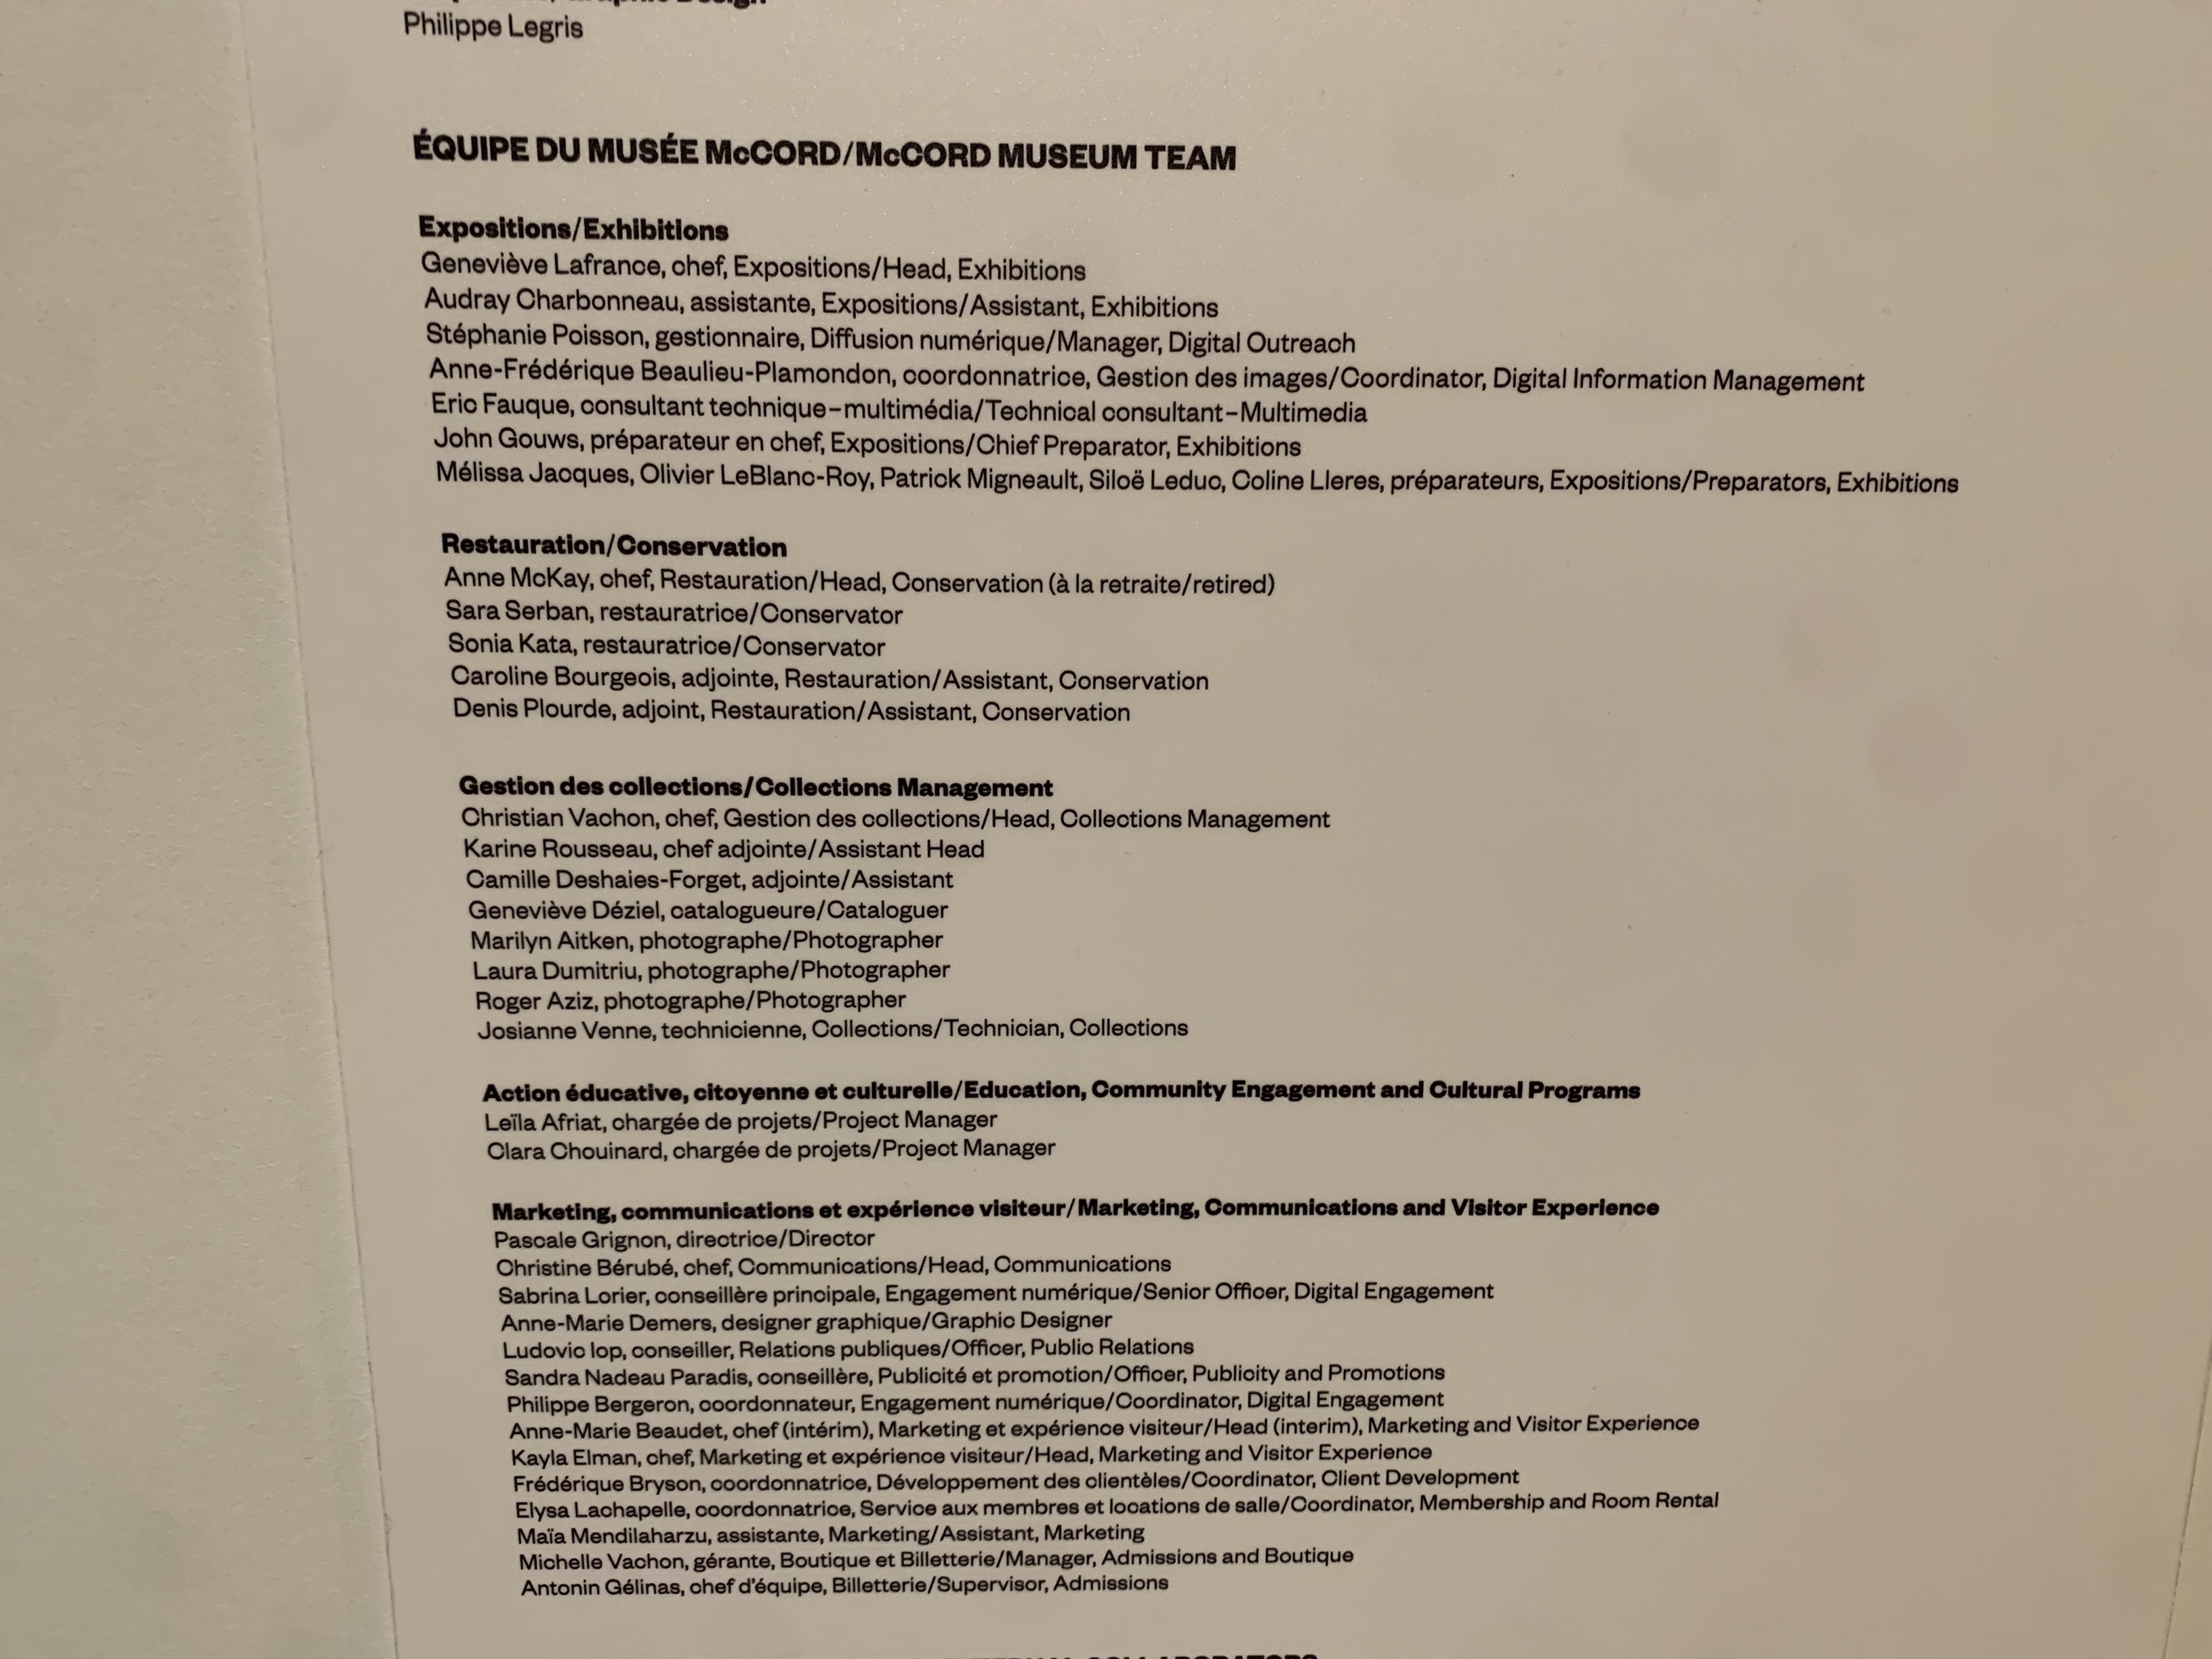 Philippe Legris
ÉQUIPE DU MUSÉE McCORD/McCORD MUSEUM TEAM
Expositions/Exhibitions
Geneviève Lafrance, chef, Expositions/Head, Exhibitions
Audray Charbonneau, assistante, Expositions/Assistant, Exhibitions
Stéphanie Poisson, gestionnaire, Diffusion numérique/Manager, Digital Outreach
Anne-Frédérique Beaulieu-Plamondon, coordonnatrice, Gestion des images/Coordinator, Digital Information Management
Eric Fauque, consultant technique–multimédia/Technical consultant–Multimedia
John Gouws, préparateur en chef, Expositions/Chief Preparator, Exhibitions
Mélissa Jacques, Olivier LeBlanc-Roy, Patrick Migneault, Siloë Leduc, Coline Lleres, préparateurs, Expositions/Preparators, Exhibitions
Restauration/Conservation
Anne McKay, chef, Restauration/Head, Conservation (à la retraite/retired)
Sara Serban, restauratrice/Conservator
Sonia Kata, restauratrice/Conservator
Caroline Bourgeois, adjointe, Restauration/Assistant, Conservation
Denis Plourde, adjoint, Restauration/Assistant, Conservation
Gestion des collections/Collections Management
Christian Vachon, chef, Gestion des collections/Head, Collections Management
Karine Rousseau, chef adjointe/Assistant Head
Camille Deshaies-Forget, adjointe/Assistant
Geneviève Déziel, catalogueure/Cataloguer
Marilyn Aitken, photographe/Photographer
Laura Dumitriu, photographe/Photographer
Roger Aziz, photographe/Photographer
Josianne Venne, technicienne, Collections/Technician, Collections
Action éducative, citoyenne et culturelle/Education, Community Engagement and Cultural Programs
Leïla Afriat, chargée de projets/Project Manager
Clara Chouinard, chargée de projets/Project Manager
Marketing, communications et expérience visiteur/Marketing, Communications and Visitor Experience
Pascale Grignon, directrice/Director
Christine Bérubé, chef, Communications/Head, Communications
Sabrina Lorier, conseillère principale, Engagement numérique/Senior Officer, Digital Engagement
Anne-Marie Demers, designer graphique/Graphic Designer
Ludovic Iop, conseiller, Relations publiques/Officer, Public Relations
Sandra Nadeau Paradis, conseillère, Publicité et promotion/Officer, Publicity and Promotions
Philippe Bergeron, coordonnateur, Engagement numérique/Coordinator, Digital Engagement
Anne-Marie Beaudet, chef (intérim), Marketing et expérience visiteur/Head (interim), Marketing and Visitor Experience
Kayla Elman, chef, Marketing et expérience visiteur/Head, Marketing and Visitor Experience
Frédérique Bryson, coordonnatrice, Développement des clientèles/Coordinator, Client Development
Elysa Lachapelle, coordonnatrice, Service aux membres et locations de salle/Coordinator, Membership and Room Rental
Maïa Mendilaharzu, assistante, Marketing/Assistant, Marketing
Michelle Vachon, gérante, Boutique et Billetterie/Manager, Admissions and Boutique
Antonin Gélinas, chef d'équipe, Billetterie/Supervisor, Admissions